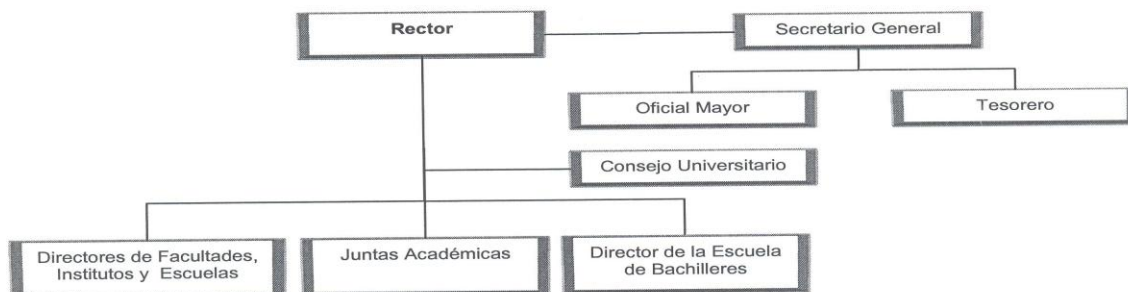 Rector
Secretario General
Oficial Mayor
Tesorero
Consejo Universitario
Directores de Facultades,
Institutos y Escuelas
Juntas Académicas
Director de la Escuela
de Bachilleres